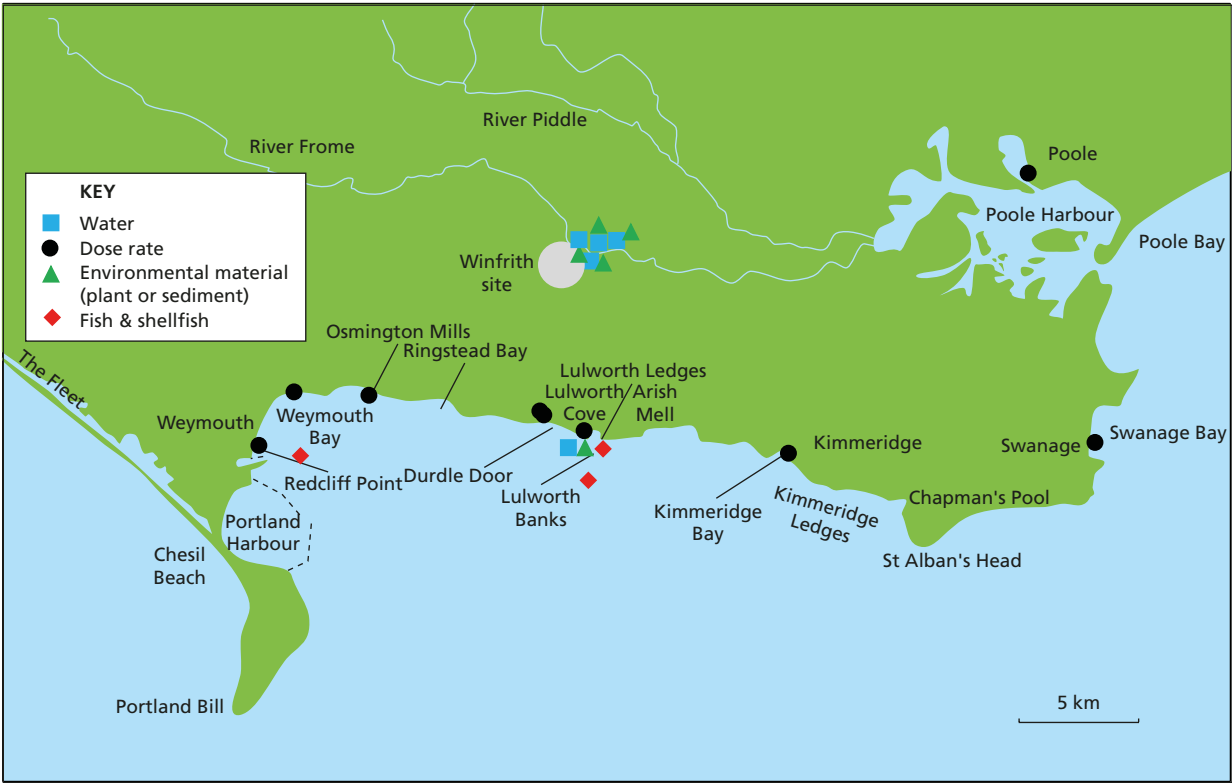 River Piddle
River Frome
Poole
Poole Harbour
Poole Bay
KEY
Water
Dose rate
Environmental material
(plant or sediment)
Fish & shellfish
Winfrith
site
Osmington Mills
Ringstead Bay
The Fleet
Lulworth Ledges
Lulworth
Cove
Arish
Mell
Weymouth
Weymouth
Bay
Redcliff Point
Durdle Door
Lulworth
Banks
Kimmeridge
Kimmeridge
Bay
Kimmeridge
Ledges
Swanage
Swanage Bay
Chapman's Pool
St Alban's Head
Portland
Harbour
Chesil
Beach
Portland Bill
5 km